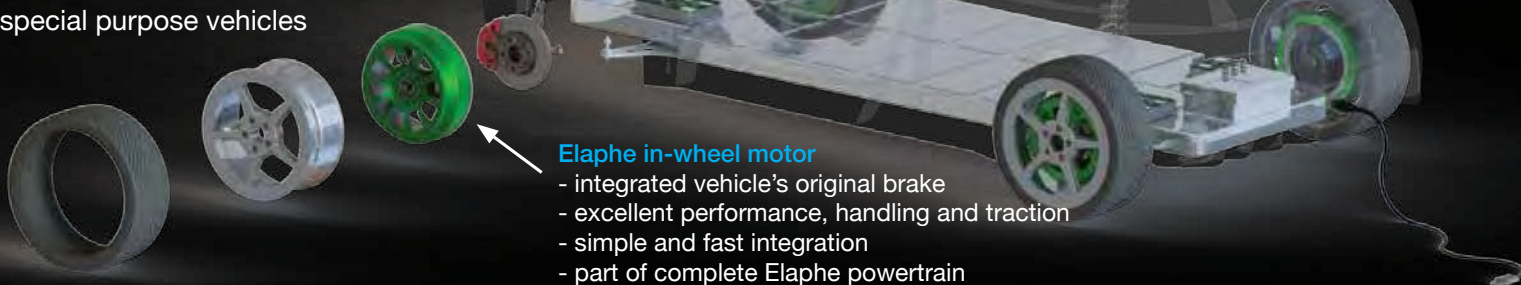 special purpose vehicles
Elaphe in-wheel motor
- integrated vehicle’s original brake
- excellent performance, handling and traction
- simple and fast integration
- part of complete Elaphe powertrain